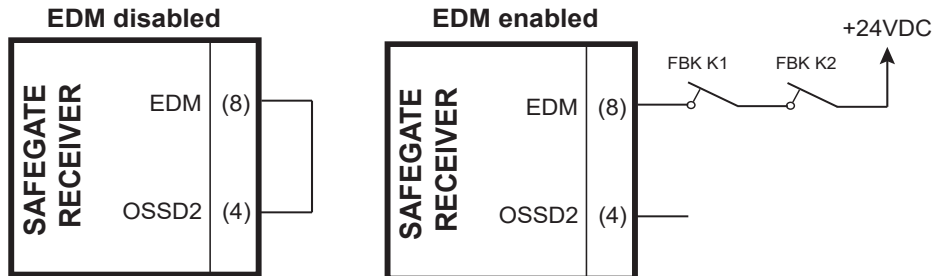 EDM disabled
SAFEGATE
RECEIVER
EDM (8)
OSSD2 (4)
EDM enabled
SAFEGATE
RECEIVER
EDM (8)
OSSD2 (4)
FBK K1
FBK K2
+24VDC